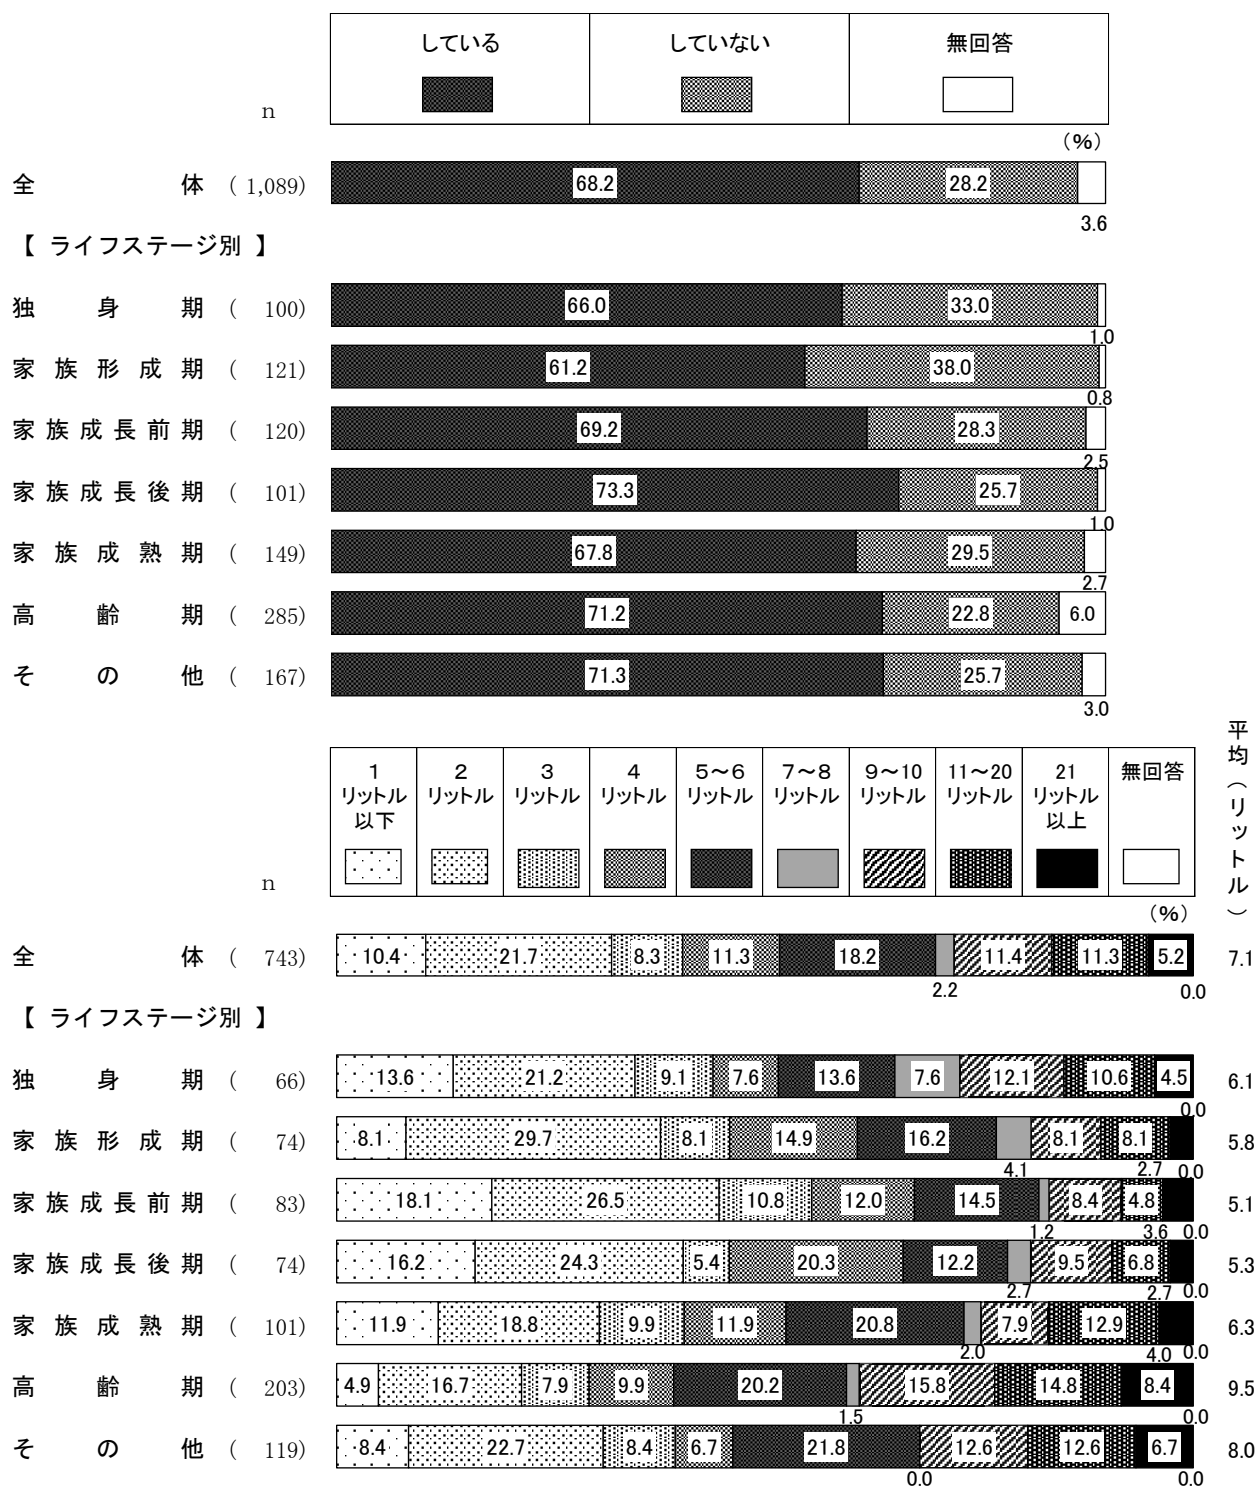 している していない 無回答
n
(%)
全体 ( 1,089) 68.2 28.2
3.6
【 ライフステージ別 】
独身期 ( 100) 66.0 33.0
1.0
家族形成期 ( 121) 61.2 38.0
0.8
家族成長前期 ( 120) 69.2 28.3
2.5
家族成長後期 ( 101) 73.3 25.7
1.0
家族成熟期 ( 149) 67.8 29.5
2.7
高齢期 ( 285) 71.2 22.8 6.0
その他 ( 167) 71.3 25.7
3.0
平均(リットル)
1 2 3 4 5~6 7~8 9~10 11~20 21 無回答
リットル リットル リットル リットル リットル リットル リットル リットル リットル
以下 以上
n
(%)
全体 ( 743) 10.4 21.7 8.3 11.3 18.2 11.4 11.3 5.2 7.1
2.2 0.0
【 ライフステージ別 】
独身期 ( 66) 13.6 21.2 9.1 7.6 13.6 7.6 12.1 10.6 4.5 6.1
0.0
家族形成期 ( 74) 8.1 29.7 8.1 14.9 16.2 8.1 8.1 5.8
4.1 2.7 0.0
家族成長前期 ( 83) 18.1 26.5 10.8 12.0 14.5 8.4 4.8 5.1
1.2 3.6 0.0
家族成長後期 ( 74) 16.2 24.3 5.4 20.3 12.2 9.5 6.8 5.3
2.7 2.7 0.0
家族成熟期 ( 101) 11.9 18.8 9.9 11.9 20.8 7.9 12.9 6.3
2.0 4.0 0.0
高齢期 ( 203) 4.9 16.7 7.9 9.9 20.2 15.8 14.8 8.4 9.5
1.5 0.0
その他 ( 119) 8.4 22.7 8.4 6.7 21.8 12.6 12.6 6.7 8.0
0.0 0.0